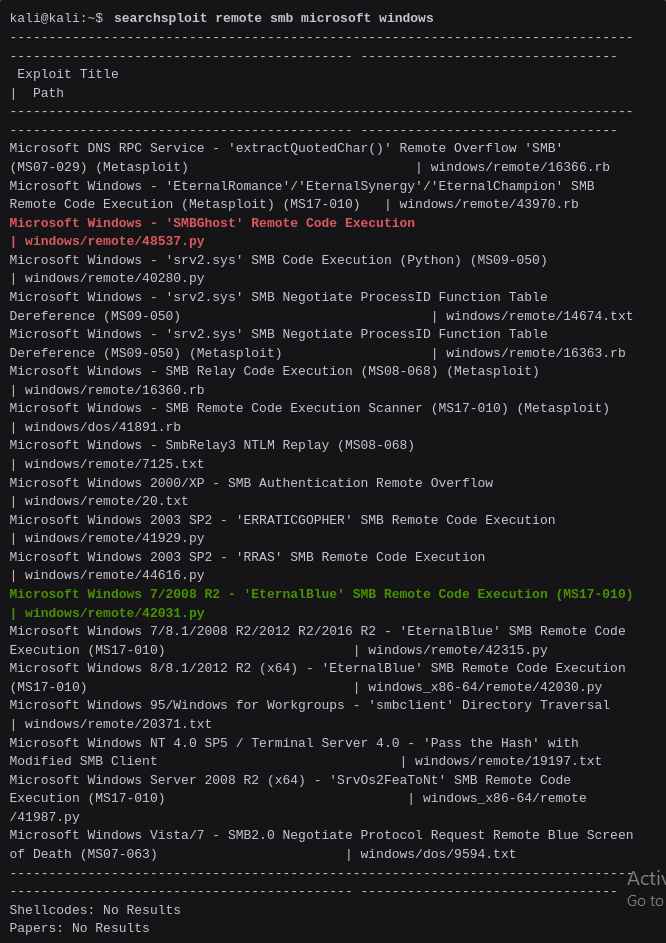 kali@kali:~$ searchsploit remote smb microsoft windows
--------------------------------------------------------------------------------
-------------------------------------------- ---------------------------------
Exploit Title
| Path
--------------------------------------------------------------------------------
-------------------------------------------- ---------------------------------
Microsoft DNS RPC Service - 'extractQuotedChar()' Remote Overflow 'SMB'
(MS07-029) (Metasploit) | windows/remote/16366.rb
Microsoft Windows - 'EternalRomance'/'EternalSynergy'/'EternalChampion' SMB
Remote Code Execution (Metasploit) (MS17-010) | windows/remote/43970.rb
Microsoft Windows - 'SMBGhost' Remote Code Execution
| windows/remote/48537.py
Microsoft Windows - 'srv2.sys' SMB Code Execution (Python) (MS09-050)
| windows/remote/40280.py
Microsoft Windows - 'srv2.sys' SMB Negotiate ProcessID Function Table
Dereference (MS09-050) | windows/remote/14674.txt
Microsoft Windows - 'srv2.sys' SMB Negotiate ProcessID Function Table
Dereference (MS09-050) (Metasploit) | windows/remote/16363.rb
Microsoft Windows - SMB Relay Code Execution (MS08-068) (Metasploit)
| windows/remote/16360.rb
Microsoft Windows - SMB Remote Code Execution Scanner (MS17-010) (Metasploit)
| windows/dos/41891.rb
Microsoft Windows - SmbRelay3 NTLM Replay (MS08-068)
| windows/remote/7125.txt
Microsoft Windows 2000/XP - SMB Authentication Remote Overflow
| windows/remote/20.txt
Microsoft Windows 2003 SP2 - 'ERRATICGOPHER' SMB Remote Code Execution
| windows/remote/41929.py
Microsoft Windows 2003 SP2 - 'RRAS' SMB Remote Code Execution
| windows/remote/44616.py
Microsoft Windows 7/2008 R2 - 'EternalBlue' SMB Remote Code Execution (MS17-010)
| windows/remote/42031.py
Microsoft Windows 7/8.1/2008 R2/2012 R2/2016 R2 - 'EternalBlue' SMB Remote Code
Execution (MS17-010) | windows/remote/42315.py
Microsoft Windows 8/8.1/2012 R2 (x64) - 'EternalBlue' SMB Remote Code Execution
(MS17-010) | windows_x86-64/remote/42030.py
Microsoft Windows 95/Windows for Workgroups - 'smbclient' Directory Traversal
| windows/remote/20371.txt
Microsoft Windows NT 4.0 SP5 / Terminal Server 4.0 - 'Pass the Hash' with
Modified SMB Client | windows/remote/19197.txt
Microsoft Windows Server 2008 R2 (x64) - 'SrvOs2FeaToNt' SMB Remote Code
Execution (MS17-010) | windows_x86-64/remote
/41987.py
Microsoft Windows Vista/7 - SMB2.0 Negotiate Protocol Request Remote Blue Screen
of Death (MS07-063) | windows/dos/9594.txt
--------------------------------------------------------------------------------
-------------------------------------------- ---------------------------------
Activ
Go to
Shellcodes: No Results
Papers: No Results